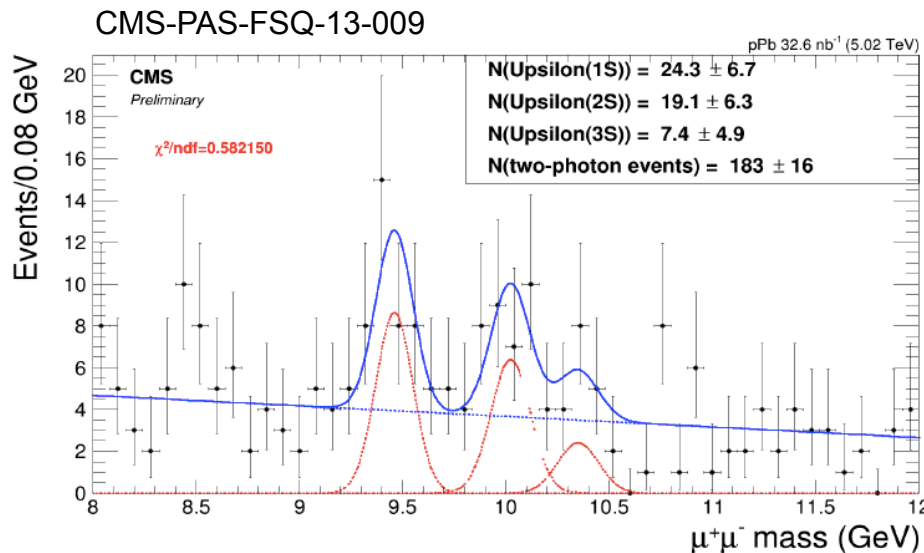 CMS-PAS-FSQ-13-009
pPb 32.6 nb⁻¹ (5.02 TeV)
CMS
Preliminary
χ²/ndf=0.582150
N(Upsilon(1S)) = 24.3 ± 6.7
N(Upsilon(2S)) = 19.1 ± 6.3
N(Upsilon(3S)) = 7.4 ± 4.9
N(two-photon events) = 183 ± 16
Events/0.08 GeV
20
18
16
14
12
10
8
6
4
2
0
8 8.5 9 9.5 10 10.5 11 11.5 12
μ⁺μ⁻ mass (GeV)